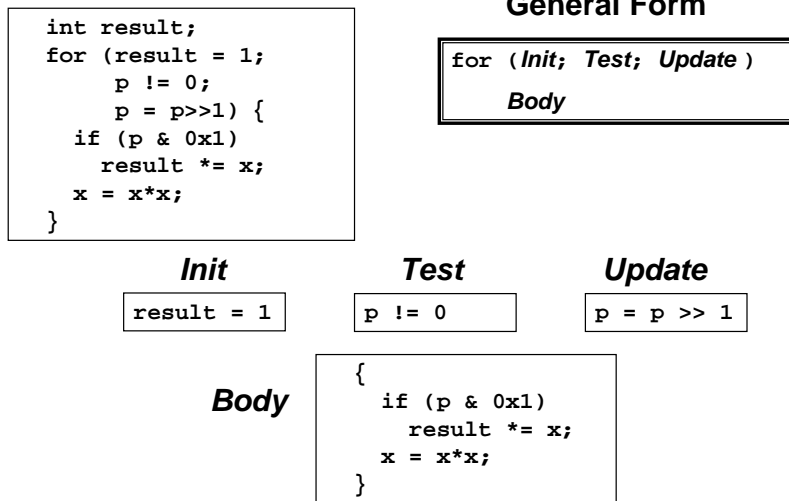 General Form
int result;
for (result = 1;
p != 0;
p = p>>1) {
if (p & 0x1)
result *= x;
x = x*x;
}
for (Init; Test; Update )
Body
Init
Test
Update
result = 1
p != 0
p = p >> 1
Body
{
if (p & 0x1)
result *= x;
x = x*x;
}